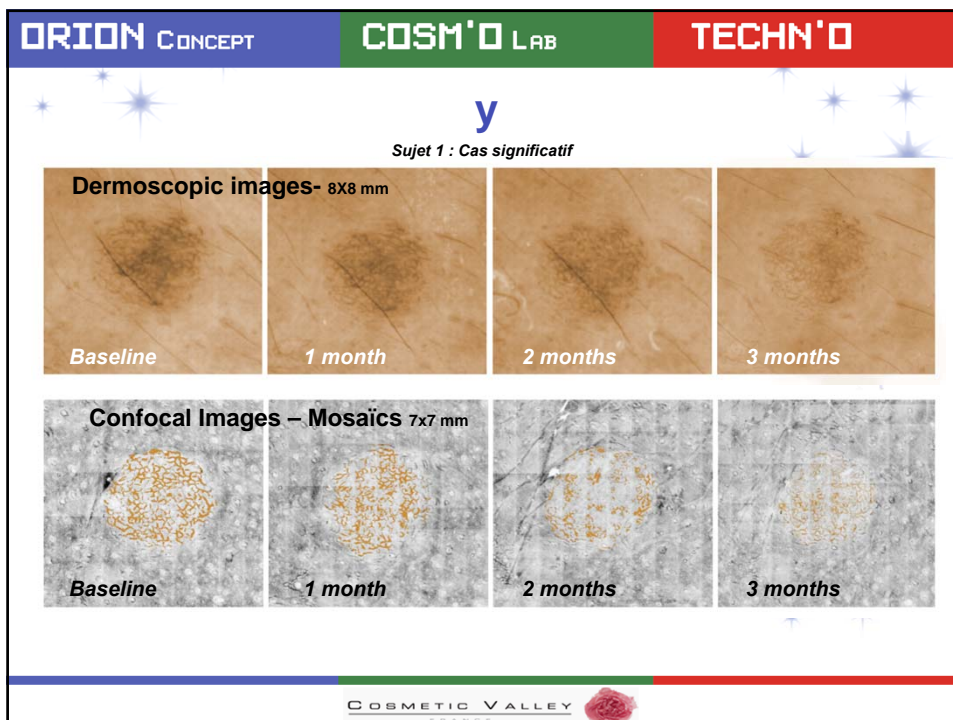 ORION CONCEPT COSM'O LAB TECHN'O
y
Sujet 1 : Cas significatif
Dermoscopic images- 8X8 mm
Baseline 1 month 2 months 3 months
Confocal Images – Mosaïcs 7x7 mm
Baseline 1 month 2 months 3 months
COSMETIC VALLEY